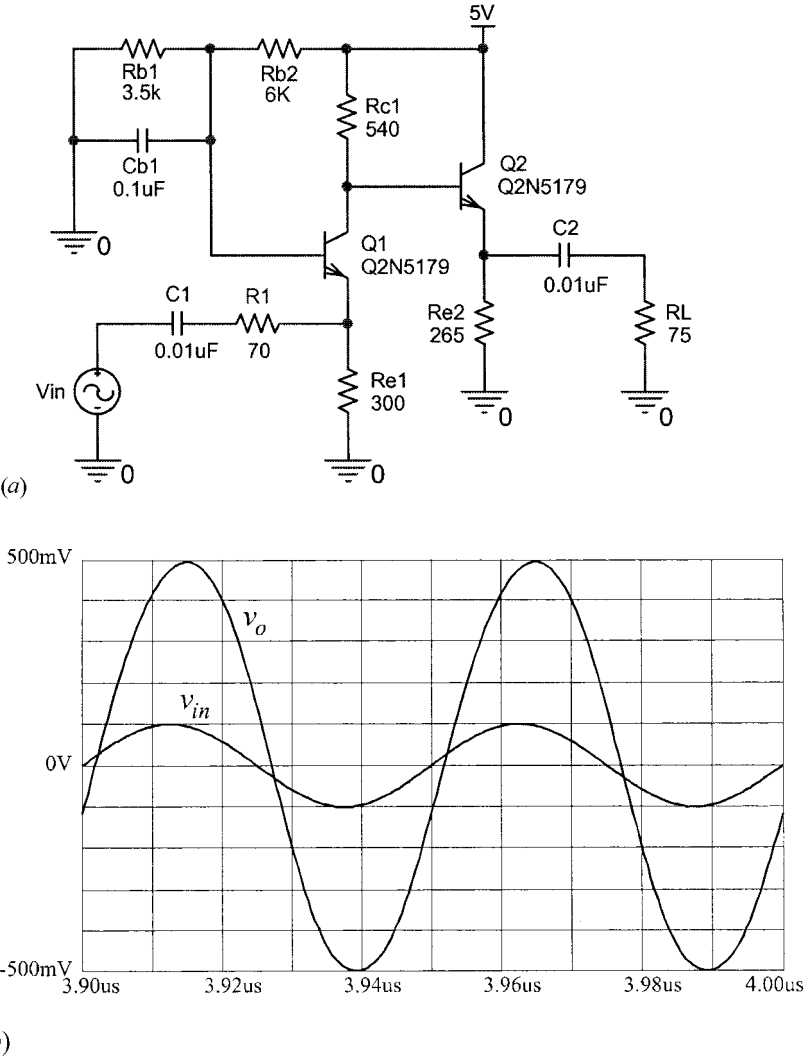 5V
Rb1
3.5k
Rb2
6K
Rc1
540
Cb1
0.1uF
Q2
Q2N5179
0
Q1
Q2N5179
C2
0.01uF
C1
R1
0.01uF
70
Re2
265
RL
75
Vin
Re1
300
0
0
0
0
(a)
500mV
vo
vin
0V
-500mV
3.90us
3.92us
3.94us
3.96us
3.98us
4.00us
)